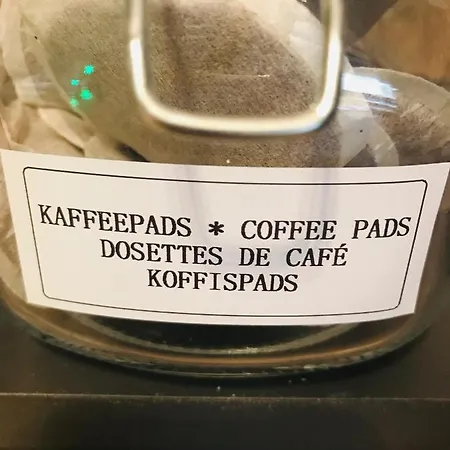 KAFFEEPADS * COFFEE PADS
DOSETTES DE CAFÉ
KOFFISPADS